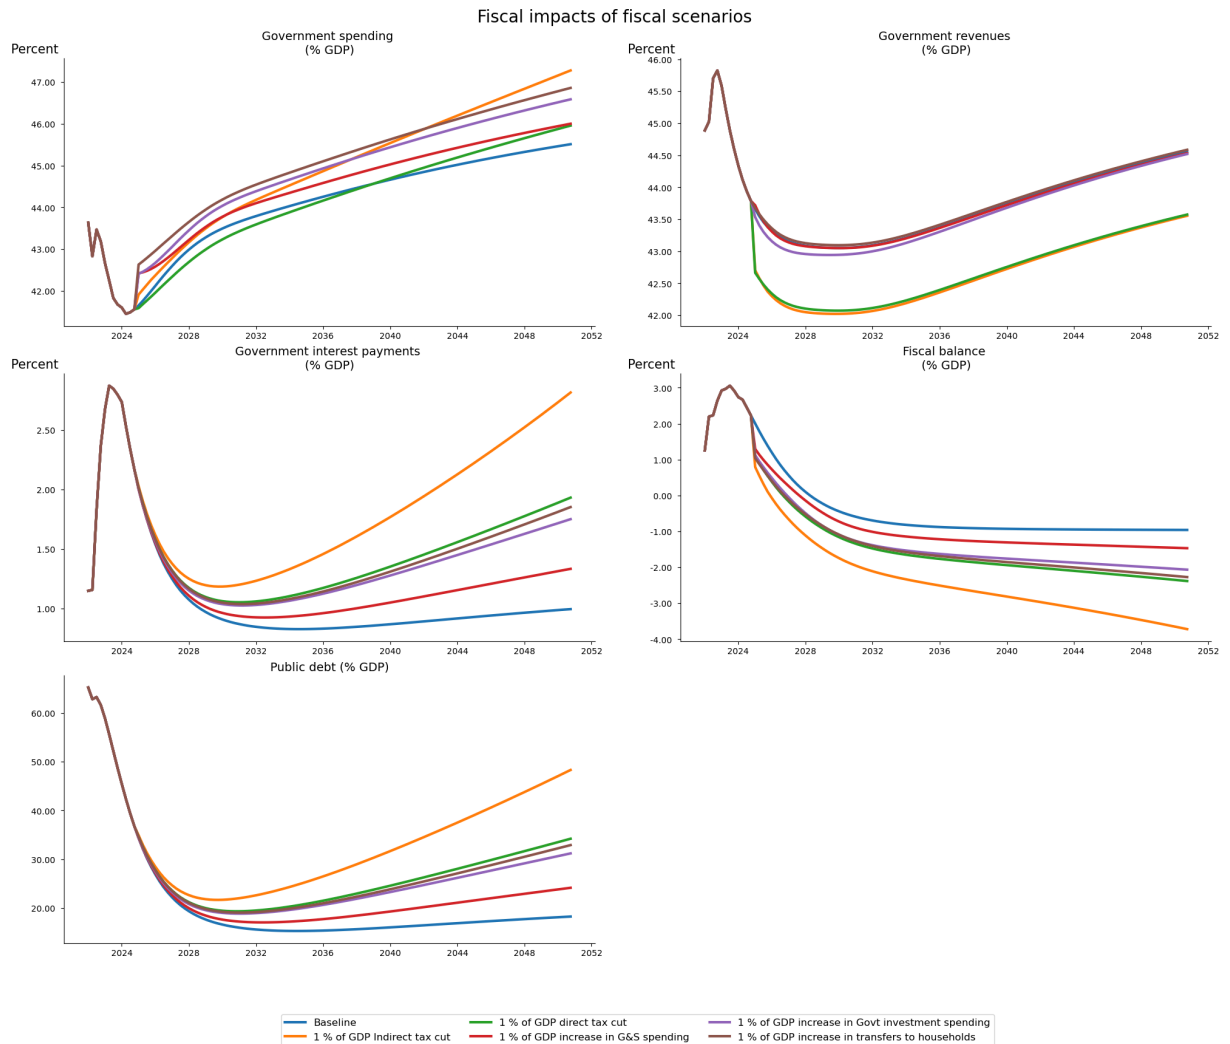 Fiscal impacts of fiscal scenarios
Government spending
(% GDP)
Percent
47.00
46.00
45.00
44.00
43.00
42.00
2024 2028 2032 2036 2040 2044 2048 2052
Government revenues
(% GDP)
Percent
46.00
45.50
45.00
44.50
44.00
43.50
43.00
42.50
42.00
2024 2028 2032 2036 2040 2044 2048 2052
Government interest payments
(% GDP)
Percent
2.50
2.00
1.50
1.00
2024 2028 2032 2036 2040 2044 2048 2052
Fiscal balance
(% GDP)
Percent
3.00
2.00
1.00
0.00
-1.00
-2.00
-3.00
-4.00
2024 2028 2032 2036 2040 2044 2048 2052
Public debt (% GDP)
60.00
50.00
40.00
30.00
20.00
2024 2028 2032 2036 2040 2044 2048 2052
Baseline
1 % of GDP Indirect tax cut
1 % of GDP direct tax cut
1 % of GDP increase in G&S spending
1 % of GDP increase in Govt investment spending
1 % of GDP increase in transfers to households